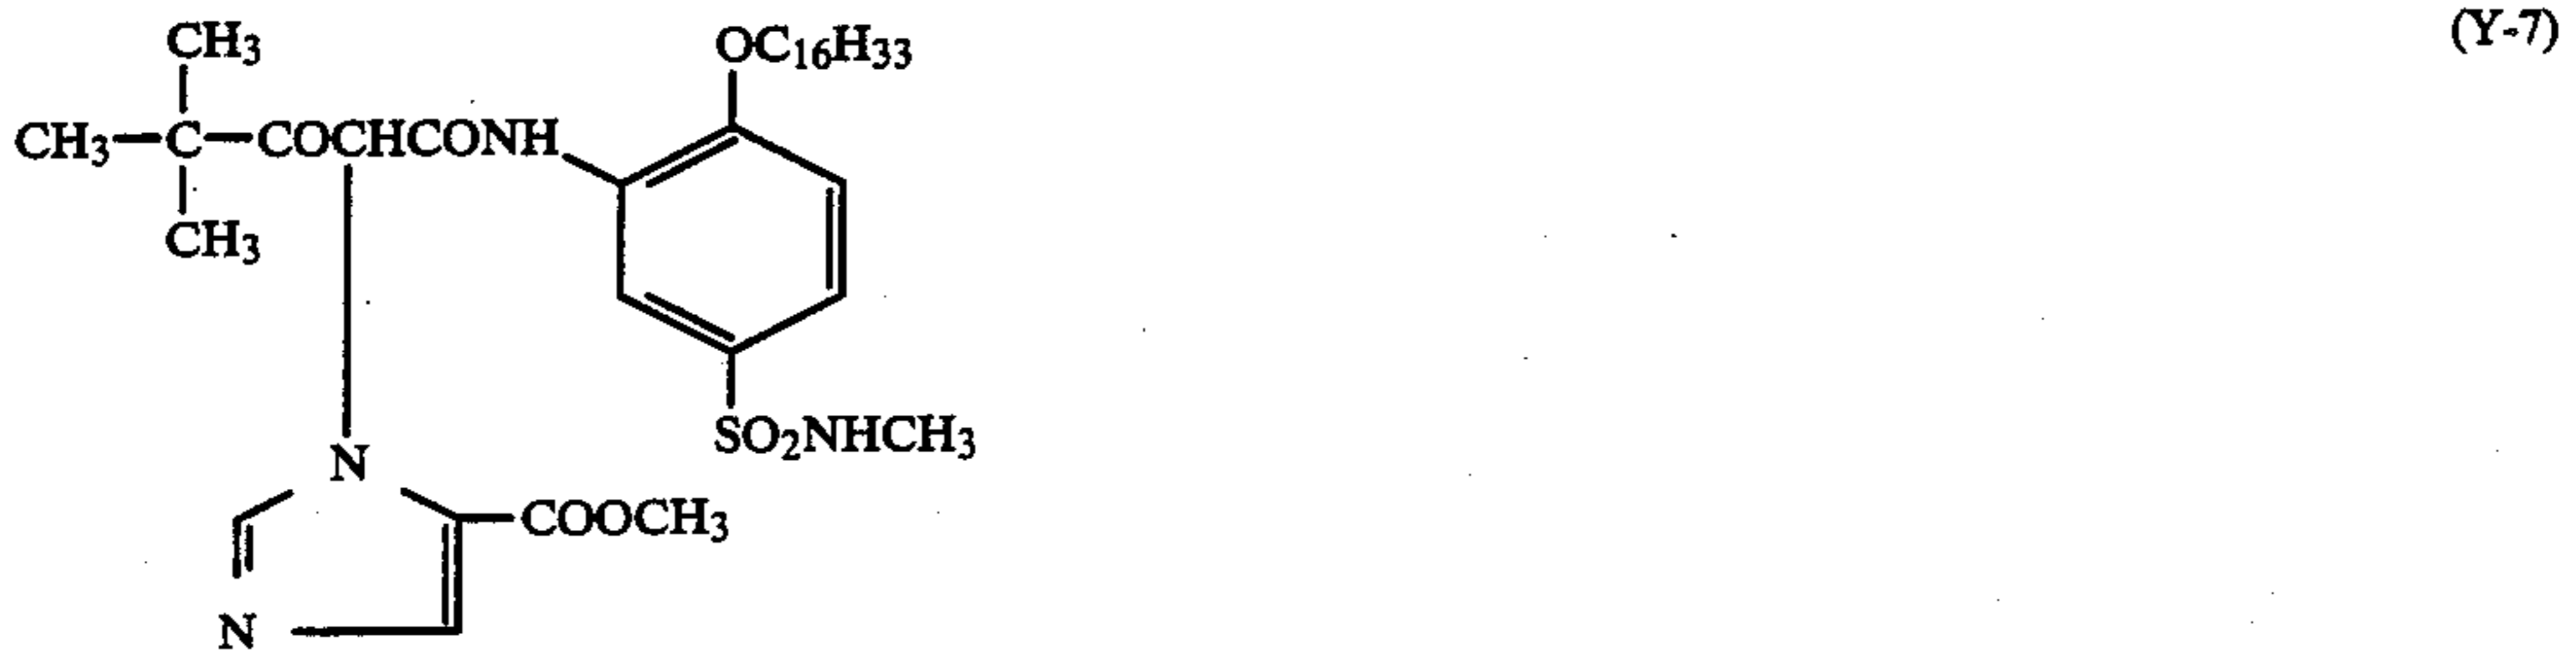 CH3 OC16H33 (Y-7)
CH3 C COCHCONH
CH3
SO2NHCH3
N
COOCH3
N